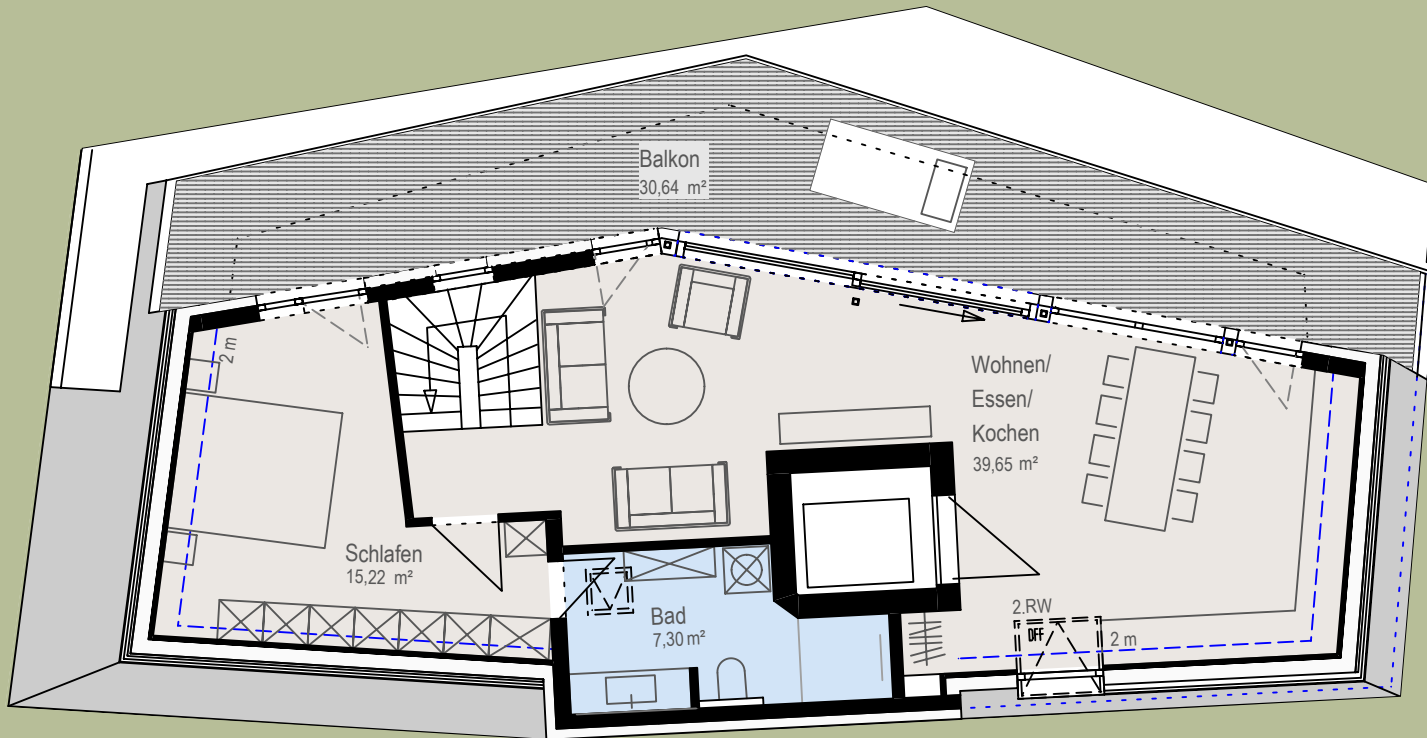 Balkon
30,64 m²
2 m
Wohnen/
Essen/
Kochen
39,65 m²
Schlafen
15,22 m²
Bad
7,30 m²
2.RW
DFF
2 m